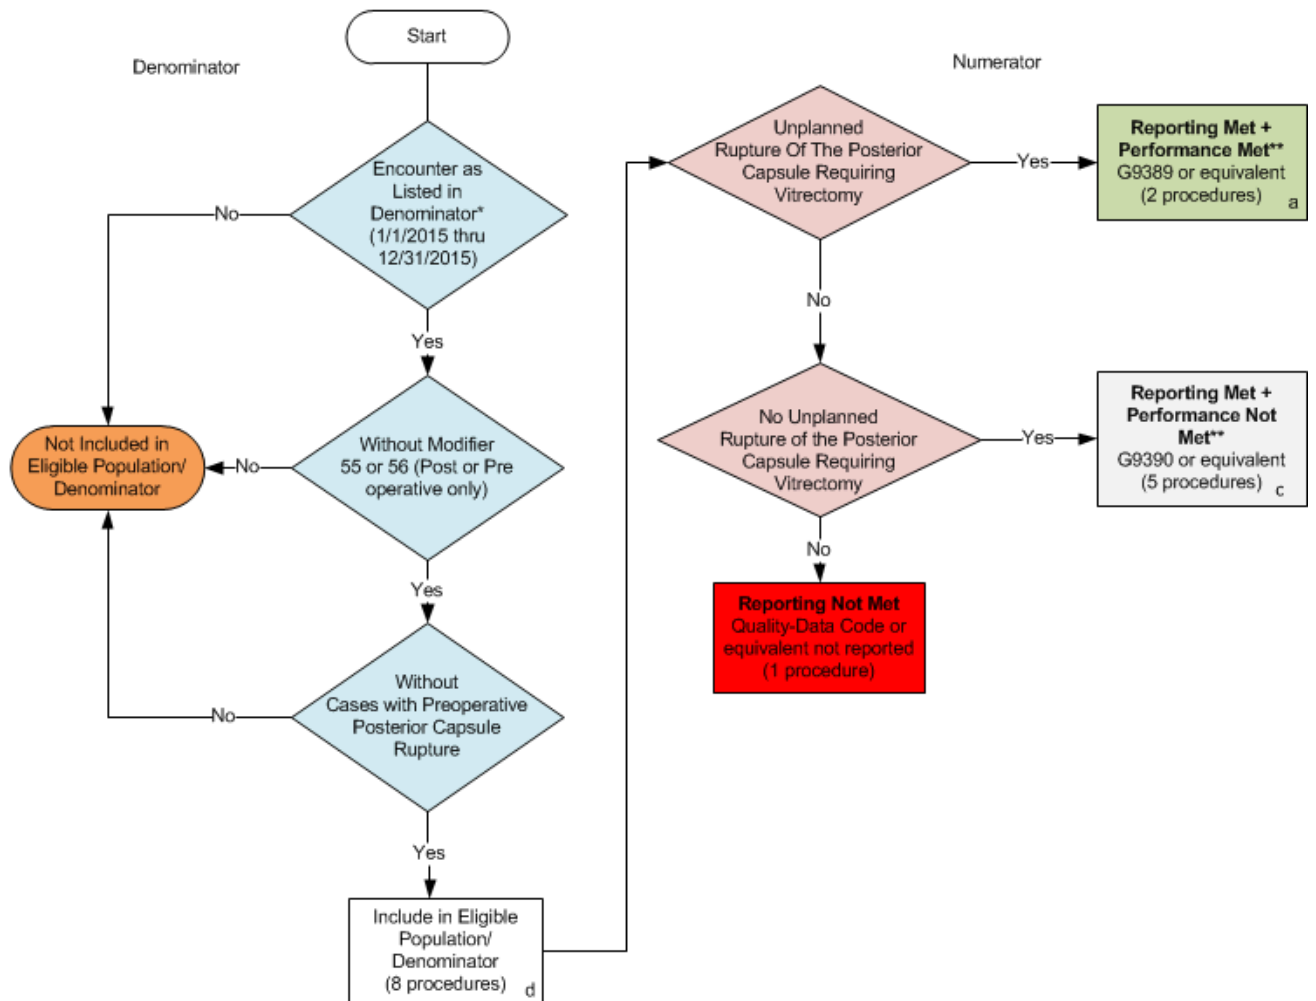 Start
Denominator
Encounter as
Listed in
Denominator*
(1/1/2015 thru
12/31/2015)
No
Yes
Without Modifier
55 or 56 (Post or Pre
operative only)
No
Not Included in
Eligible Population/
Denominator
Yes
Without
Cases with Preoperative
Posterior Capsule
Rupture
No
Yes
Include in Eligible
Population/
Denominator
(8 procedures)
d
Numerator
Unplanned
Rupture Of The Posterior
Capsule Requiring
Vitrectomy
Yes
Reporting Met +
Performance Met**
G9389 or equivalent
(2 procedures)
a
No
No Unplanned
Rupture of the Posterior
Capsule Requiring
Vitrectomy
Yes
Reporting Met +
Performance Not
Met**
G9390 or equivalent
(5 procedures)
c
No
Reporting Not Met
Quality-Data Code or
equivalent not reported
(1 procedure)